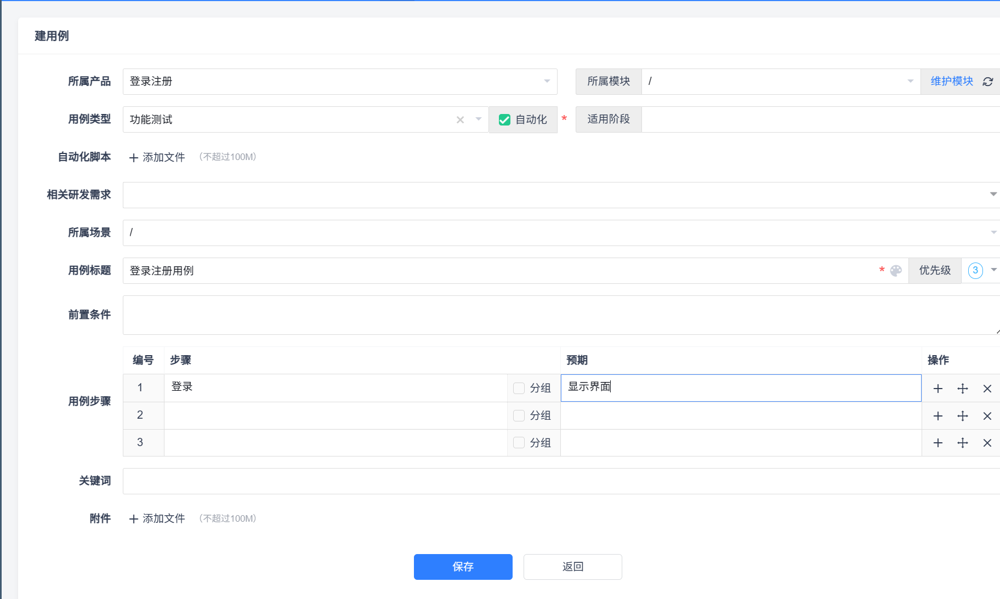 建用例
所属产品 登录注册 所属模块 / 维护模块
用例类型 功能测试 自动化 * 适用阶段
自动化脚本 添加文件 （不超过100M）
相关研发需求
所属场景 /
用例标题 登录注册用例 * 优先级 3
前置条件
编号 步骤 预期 操作
用例步骤
1 登录 分组 显示界面
2 分组
3 分组
关键词
附件 添加文件 （不超过100M）
保存 返回